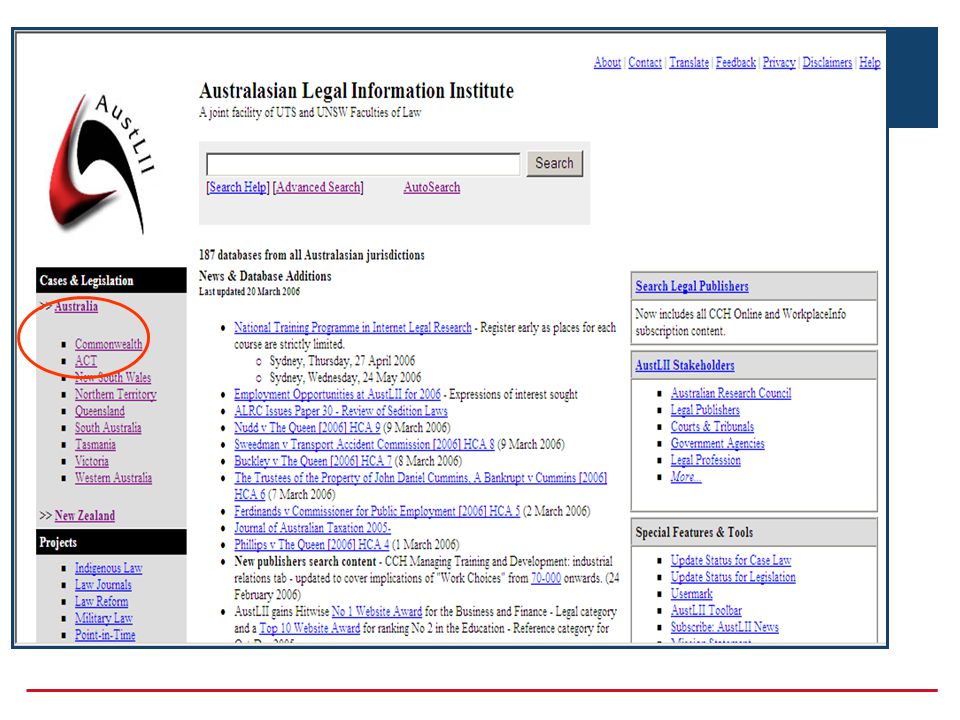 About | Contact | Translate | Feedback | Privacy | Disclaimers | Help
AustLII
Australasian Legal Information Institute
A joint facility of UTS and UNSW Faculties of Law
Search
[Search Help] [Advanced Search] AutoSearch
187 databases from all Australasian jurisdictions
Cases & Legislation
>> Australia
Commonwealth
ACT
New South Wales
Northern Territory
Queensland
South Australia
Tasmania
Victoria
Western Australia
>> New Zealand
Projects
Indigenous Law
Law Journals
Law Reform
Military Law
Point-in-Time
News & Database Additions
Last updated 20 March 2006
National Training Programme in Internet Legal Research - Register early as places for each
course are strictly limited.
Sydney, Thursday, 27 April 2006
Sydney, Wednesday, 24 May 2006
Employment Opportunities at AustLII for 2006 - Expressions of interest sought
ALRC Issues Paper 30 - Review of Sedition Laws
Nudd v The Queen [2006] HCA 9 (9 March 2006)
Sweedman v Transport Accident Commission [2006] HCA 8 (9 March 2006)
Buckley v The Queen [2006] HCA 7 (8 March 2006)
The Trustees of the Property of John Daniel Cummins, A Bankrupt v Cummins [2006]
HCA 6 (7 March 2006)
Ferdinands v Commissioner for Public Employment [2006] HCA 5 (2 March 2006)
Journal of Australian Taxation 2005-
Phillips v The Queen [2006] HCA 4 (1 March 2006)
New publishers search content - CCH Managing Training and Development: industrial
relations tab - updated to cover implications of "Work Choices" from 70-000 onwards. (24
February 2006)
AustLII gains Hitwise No 1 Website Award for the Business and Finance - Legal category
and a Top 10 Website Award for ranking No 2 in the Education - Reference category for
Search Legal Publishers
Now includes all CCH Online and WorkplaceInfo
subscription content.
AustLII Stakeholders
Australian Research Council
Legal Publishers
Courts & Tribunals
Government Agencies
Legal Profession
More...
Special Features & Tools
Update Status for Case Law
Update Status for Legislation
Usermark
AustLII Toolbar
Subscribe: AustLII News
Mission Statement